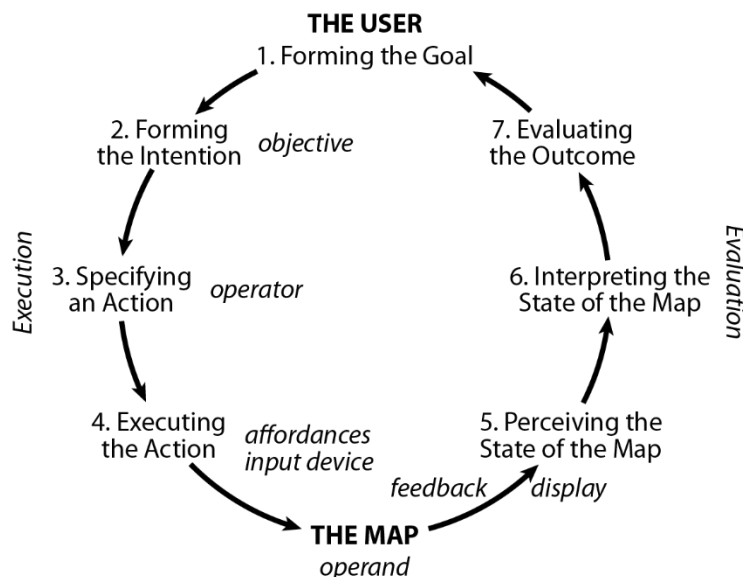 THE USER
1. Forming the Goal
2. Forming
the Intention
objective
7. Evaluating
the Outcome
Execution
3. Specifying
an Action
operator
6. Interpreting the
State of the Map
Evaluation
4. Executing
the Action
affordances
input device
5. Perceiving the
State of the Map
feedback
display
THE MAP
operand